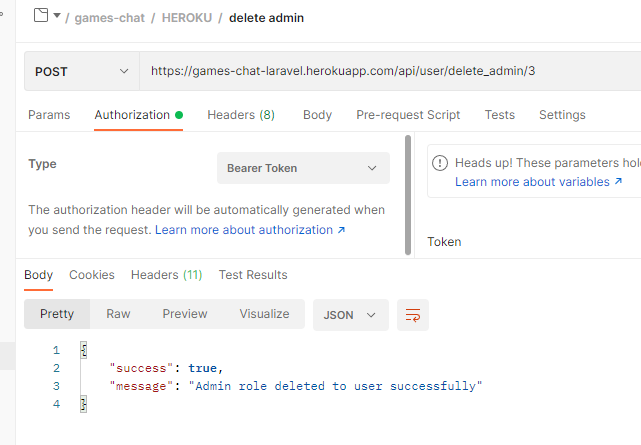 / games-chat / HEROKU / delete admin
POST https://games-chat-laravel.herokuapp.com/api/user/delete_admin/3
Params Authorization Headers (8) Body Pre-request Script Tests Settings
Type Bearer Token
Heads up! These parameters hol
Learn more about variables ↗
The authorization header will be automatically generated when
you send the request. Learn more about authorization ↗
Token
Body Cookies Headers (11) Test Results
Pretty Raw Preview Visualize JSON
1 {
2 "success": true,
3 "message": "Admin role deleted to user successfully"
4 }